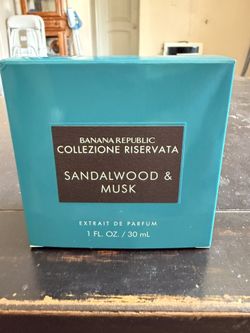 BANANA REPUBLIC
COLLEZIONE RISERVATA
SANDALWOOD &
MUSK
EXTRAIT DE PARFUM
1 FL. OZ. / 30 mL